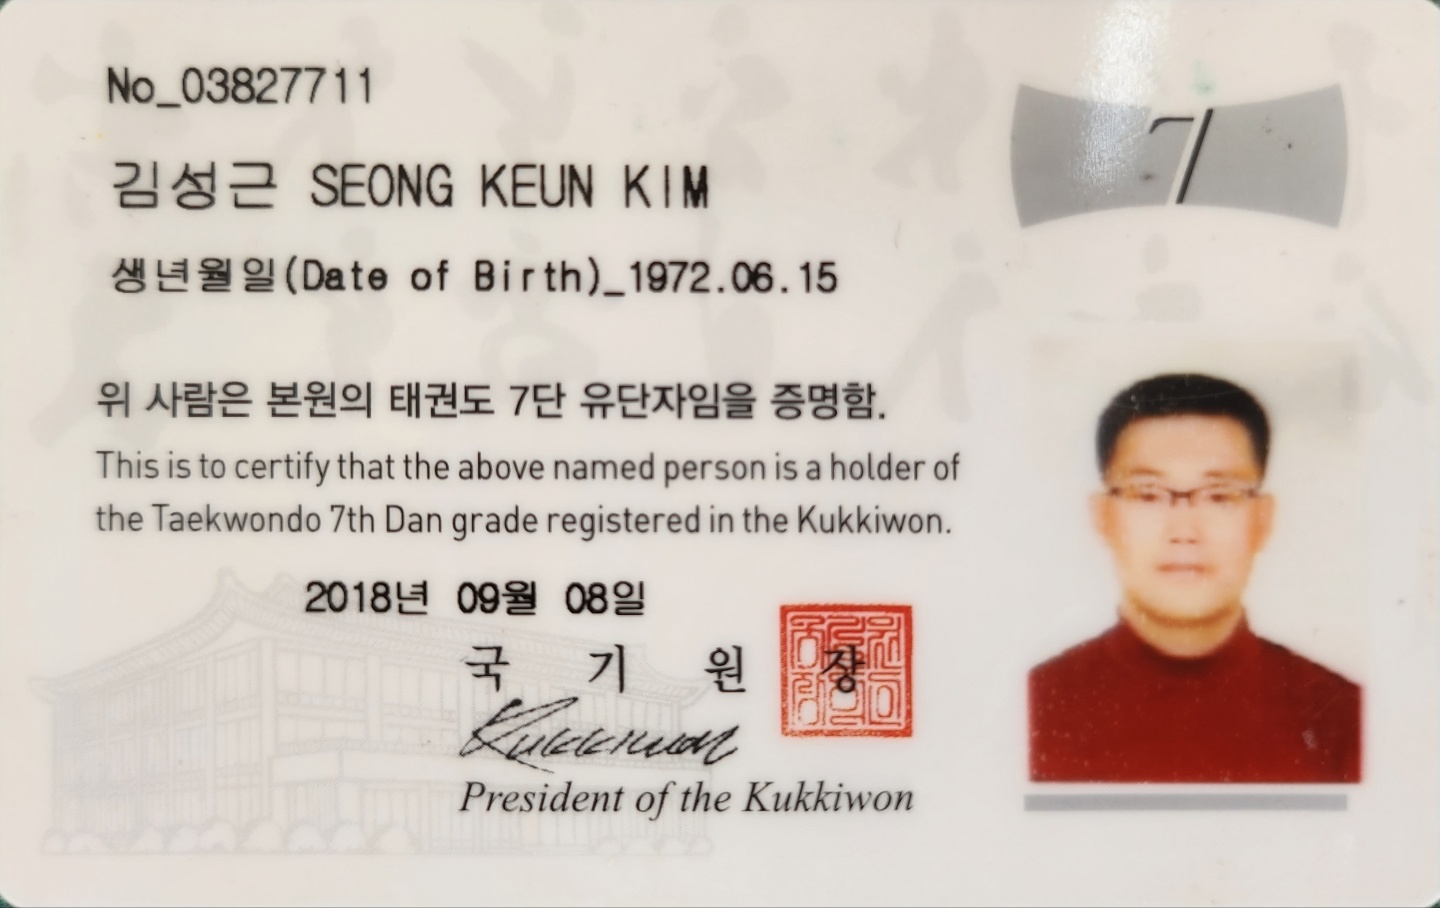 No_03827711
7
김성근 SEONG KEUN KIM
생년월일(Date of Birth)_1972.06.15
위 사람은 본원의 태권도 7단 유단자임을 증명함.
This is to certify that the above named person is a holder of
the Taekwondo 7th Dan grade registered in the Kukkiwon.
2018년 09월 08일
국 기 원 장
Kukkiwon
President of the Kukkiwon